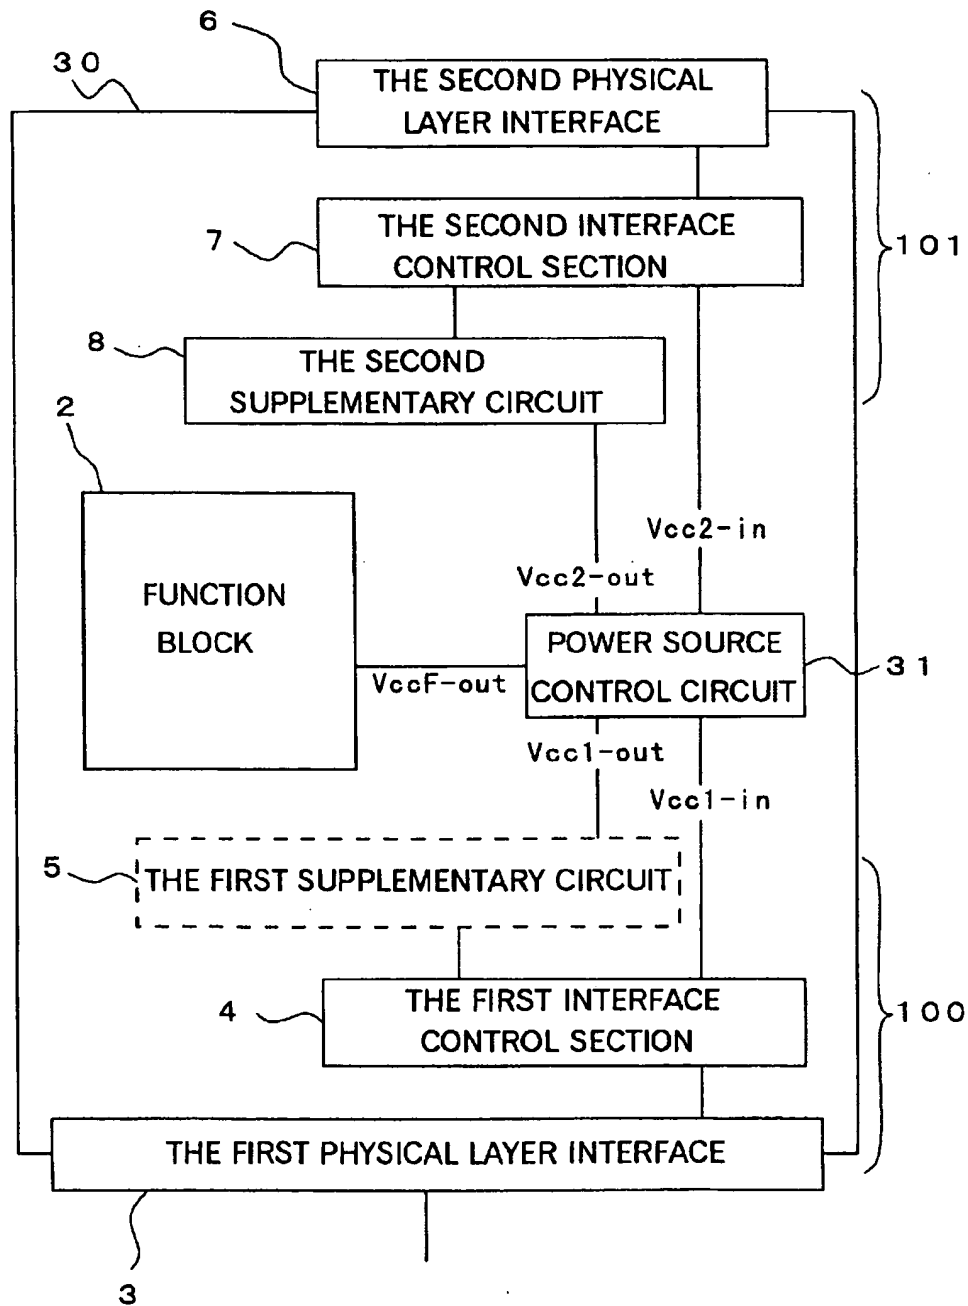 6
30
THE SECOND PHYSICAL
LAYER INTERFACE
7
THE SECOND INTERFACE
CONTROL SECTION
101
8
THE SECOND
SUPPLEMENTARY CIRCUIT
2
FUNCTION
BLOCK
Vcc2-in
Vcc2-out
POWER SOURCE
CONTROL CIRCUIT
31
VccF-out
Vcc1-out
Vcc1-in
5
THE FIRST SUPPLEMENTARY CIRCUIT
4
THE FIRST INTERFACE
CONTROL SECTION
100
THE FIRST PHYSICAL LAYER INTERFACE
3